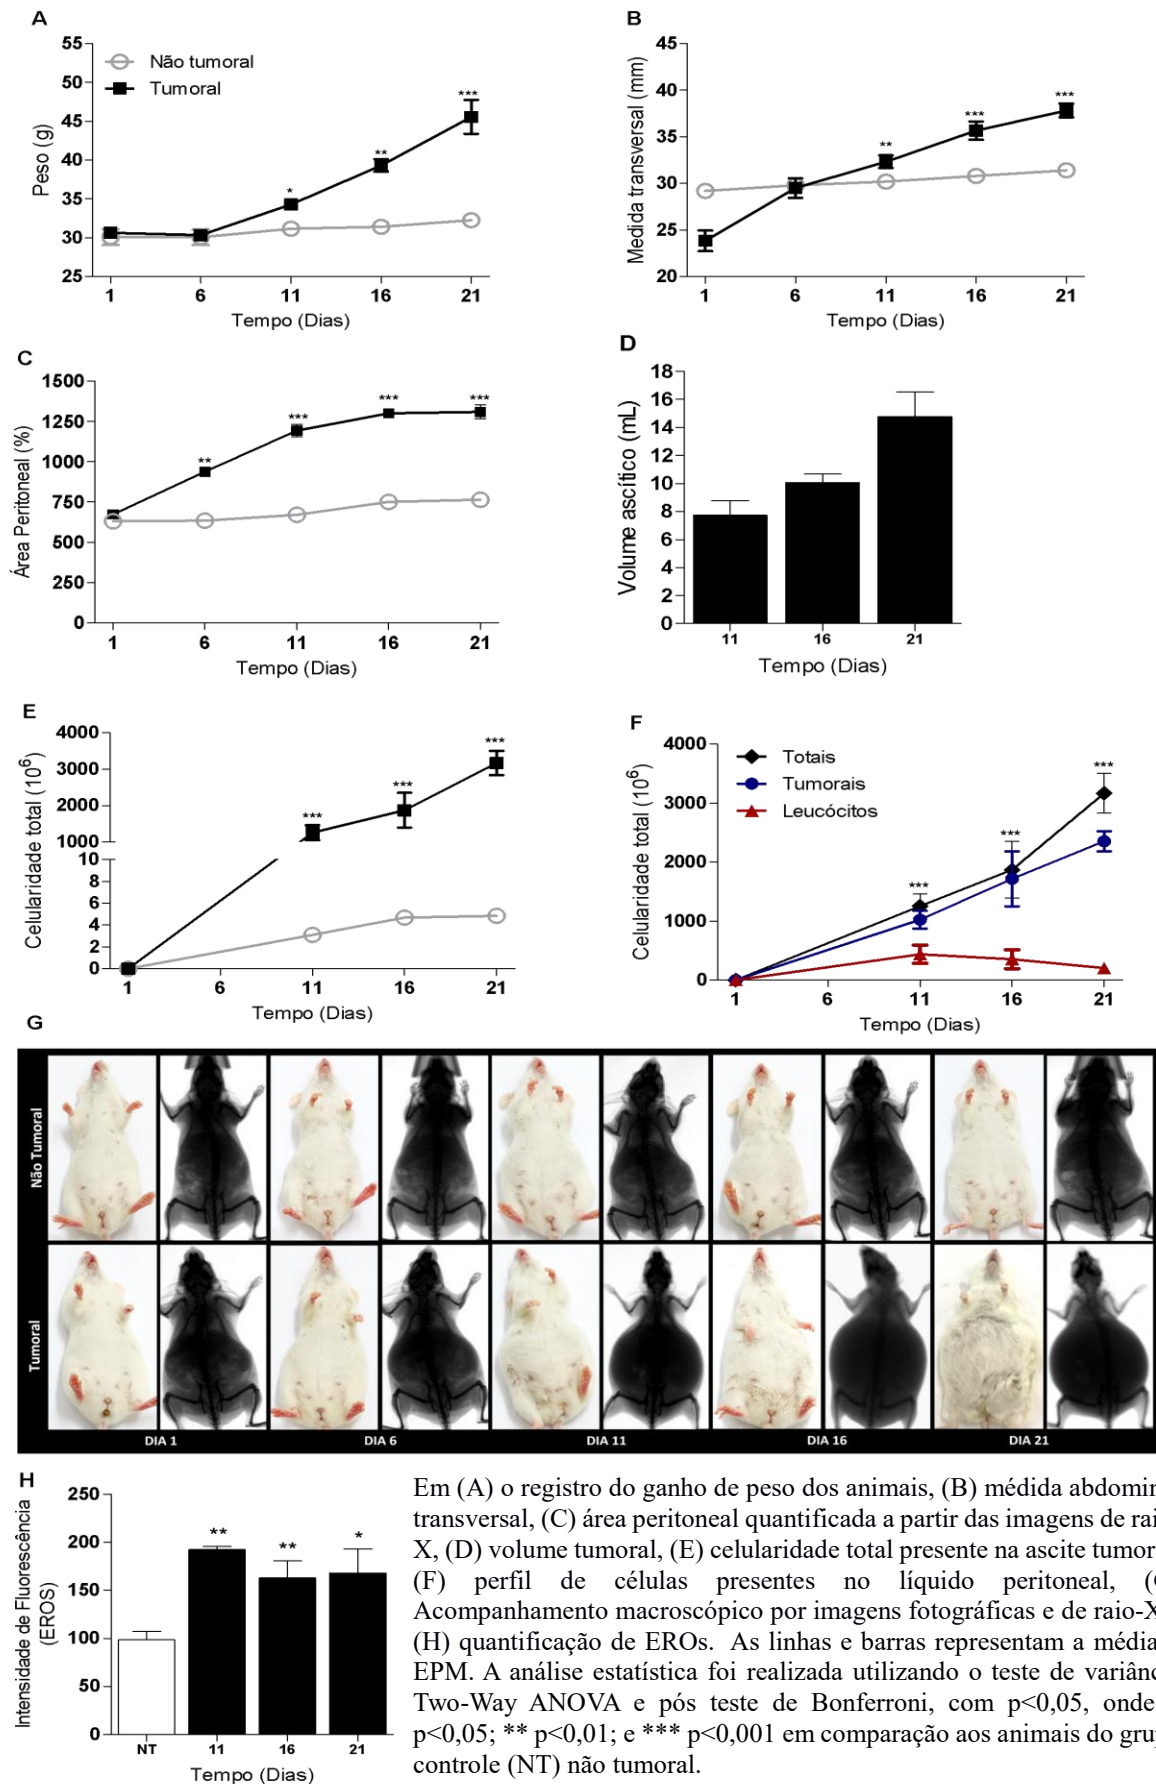 A
55
50
45
40
35
30
25
Peso (g)
Não tumoral
Tumoral
*
**
***
1 6 11 16 21
Tempo (Dias)
B
45
40
35
30
25
20
Medida transversal (mm)
**
***
***
1 6 11 16 21
Tempo (Dias)
C
1500
1250
1000
750
500
250
0
Área Peritoneal (%)
**
***
***
***
1 6 11 16 21
Tempo (Dias)
D
18
16
14
12
10
8
6
4
2
0
Volume ascítico (mL)
11 16 21
Tempo (Dias)
E
4000
3000
2000
1000
10
8
6
4
2
0
Celularidade total (10⁶)
***
***
***
1 6 11 16 21
Tempo (Dias)
F
4000
3000
2000
1000
0
Celularidade total (10⁶)
Totais
Tumorais
Leucócitos
***
***
***
1 6 11 16 21
Tempo (Dias)
G
Não Tumoral
Tumoral
DIA 1 DIA 6 DIA 11 DIA 16 DIA 21
H
250
200
150
100
50
0
Intensidade de Fluorescência
(EROS)
**
**
*
NT 11 16 21
Tempo (Dias)
Em (A) o registro do ganho de peso dos animais, (B) médida
transversal, (C) área peritoneal quantificada a partir das imagens de
X, (D) volume tumoral, (E) celularidade total presente na ascite
(F) perfil de células presentes no líquido peritoneal,
Acompanhamento macroscópico por imagens fotográficas e de
(H) quantificação de EROs. As linhas e barras representam a
EPM. A análise estatística foi realizada utilizando o teste de
Two-Way ANOVA e pós teste de Bonferroni, com p<0,05, onde
p<0,05; ** p<0,01; e *** p<0,001 em comparação aos animais do
controle (NT) não tumoral.